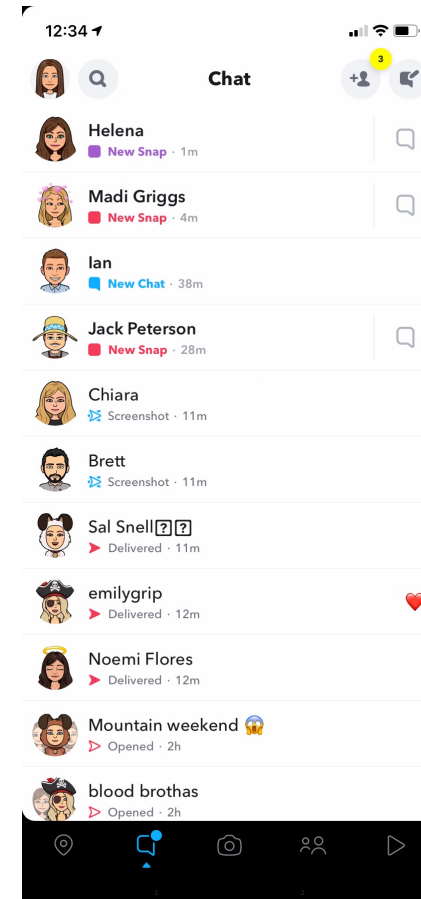 12:34
3
Chat
Helena
New Snap · 1m
Madi Griggs
New Snap · 4m
Ian
New Chat · 38m
Jack Peterson
New Snap · 28m
Chiara
Screenshot · 11m
Brett
Screenshot · 11m
Sal Snell⍰⍰
Delivered · 11m
emilygrip
Delivered · 12m
Noemi Flores
Delivered · 12m
Mountain weekend 😱
Opened · 2h
blood brothas
Opened · 2h